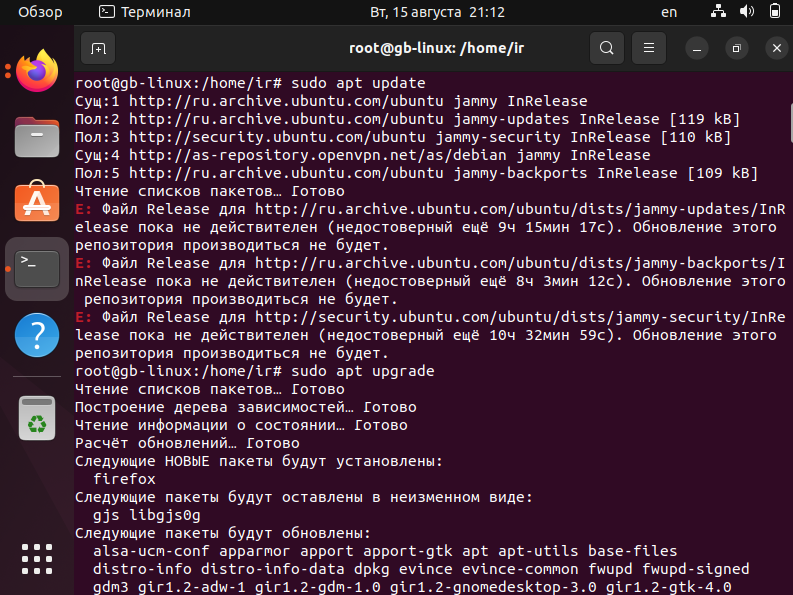 Обзор Терминал Вт, 15 августа 21:12 en
root@gb-linux: /home/ir
root@gb-linux:/home/ir# sudo apt update
Сущ:1 http://ru.archive.ubuntu.com/ubuntu jammy InRelease
Пол:2 http://ru.archive.ubuntu.com/ubuntu jammy-updates InRelease [119 kB]
Пол:3 http://security.ubuntu.com/ubuntu jammy-security InRelease [110 kB]
Сущ:4 http://as-repository.openvpn.net/as/debian jammy InRelease
Пол:5 http://ru.archive.ubuntu.com/ubuntu jammy-backports InRelease [109 kB]
Чтение списков пакетов… Готово
E: Файл Release для http://ru.archive.ubuntu.com/ubuntu/dists/jammy-updates/InR
elease пока не действителен (недостоверный ещё 9ч 15мин 17с). Обновление этого
репозитория производиться не будет.
E: Файл Release для http://ru.archive.ubuntu.com/ubuntu/dists/jammy-backports/I
nRelease пока не действителен (недостоверный ещё 8ч 3мин 12с). Обновление этого
репозитория производиться не будет.
E: Файл Release для http://security.ubuntu.com/ubuntu/dists/jammy-security/InRe
lease пока не действителен (недостоверный ещё 10ч 32мин 59с). Обновление этого
репозитория производиться не будет.
root@gb-linux:/home/ir# sudo apt upgrade
Чтение списков пакетов… Готово
Построение дерева зависимостей… Готово
Чтение информации о состоянии… Готово
Расчёт обновлений… Готово
Следующие НОВЫЕ пакеты будут установлены:
firefox
Следующие пакеты будут оставлены в неизменном виде:
gjs libgjs0g
Следующие пакеты будут обновлены:
alsa-ucm-conf apparmor apport apport-gtk apt apt-utils base-files
distro-info distro-info-data dpkg evince evince-common fwupd fwupd-signed
gdm3 gir1.2-adw-1 gir1.2-gdm-1.0 gir1.2-gnomedesktop-3.0 gir1.2-gtk-4.0